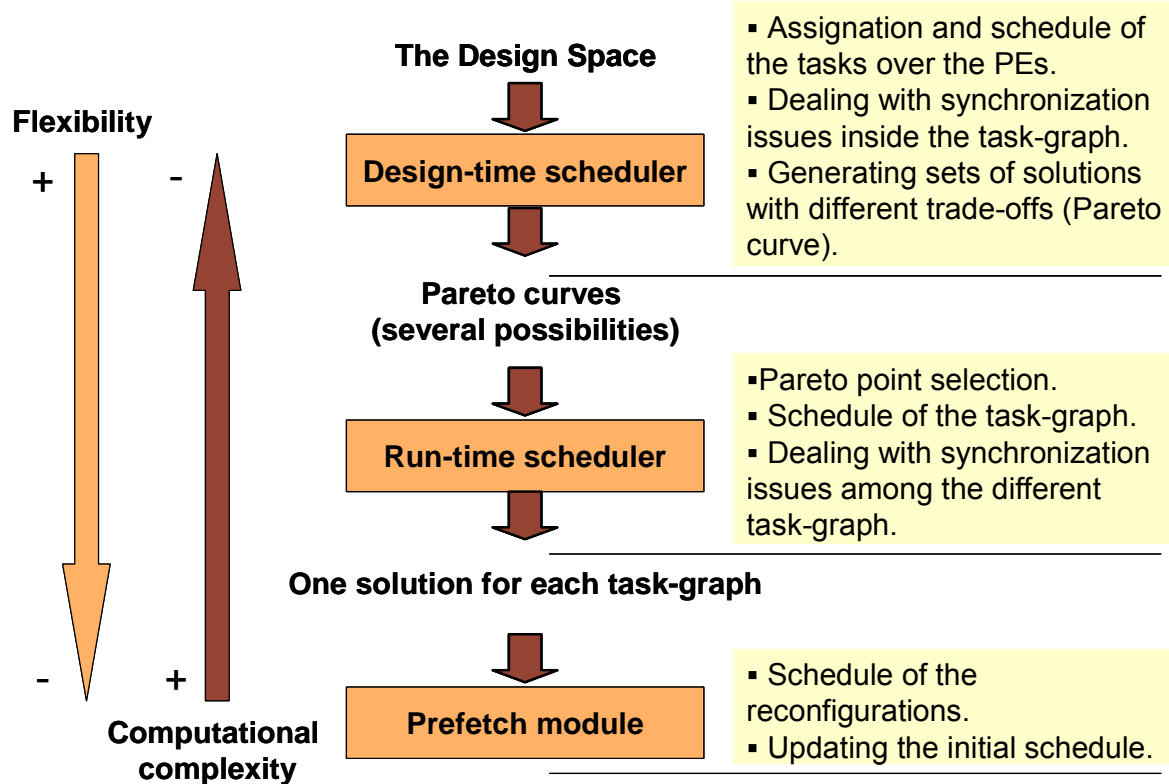 The Design Space
Flexibility
+
-
Design-time scheduler
▪ Assignation and schedule of
the tasks over the PEs.
▪ Dealing with synchronization
issues inside the task-graph.
▪ Generating sets of solutions
with different trade-offs (Pareto
curve).
Pareto curves
(several possibilities)
Run-time scheduler
▪Pareto point selection.
▪ Schedule of the task-graph.
▪ Dealing with synchronization
issues among the different
task-graph.
One solution for each task-graph
-
+
Computational
complexity
Prefetch module
▪ Schedule of the
reconfigurations.
▪ Updating the initial schedule.